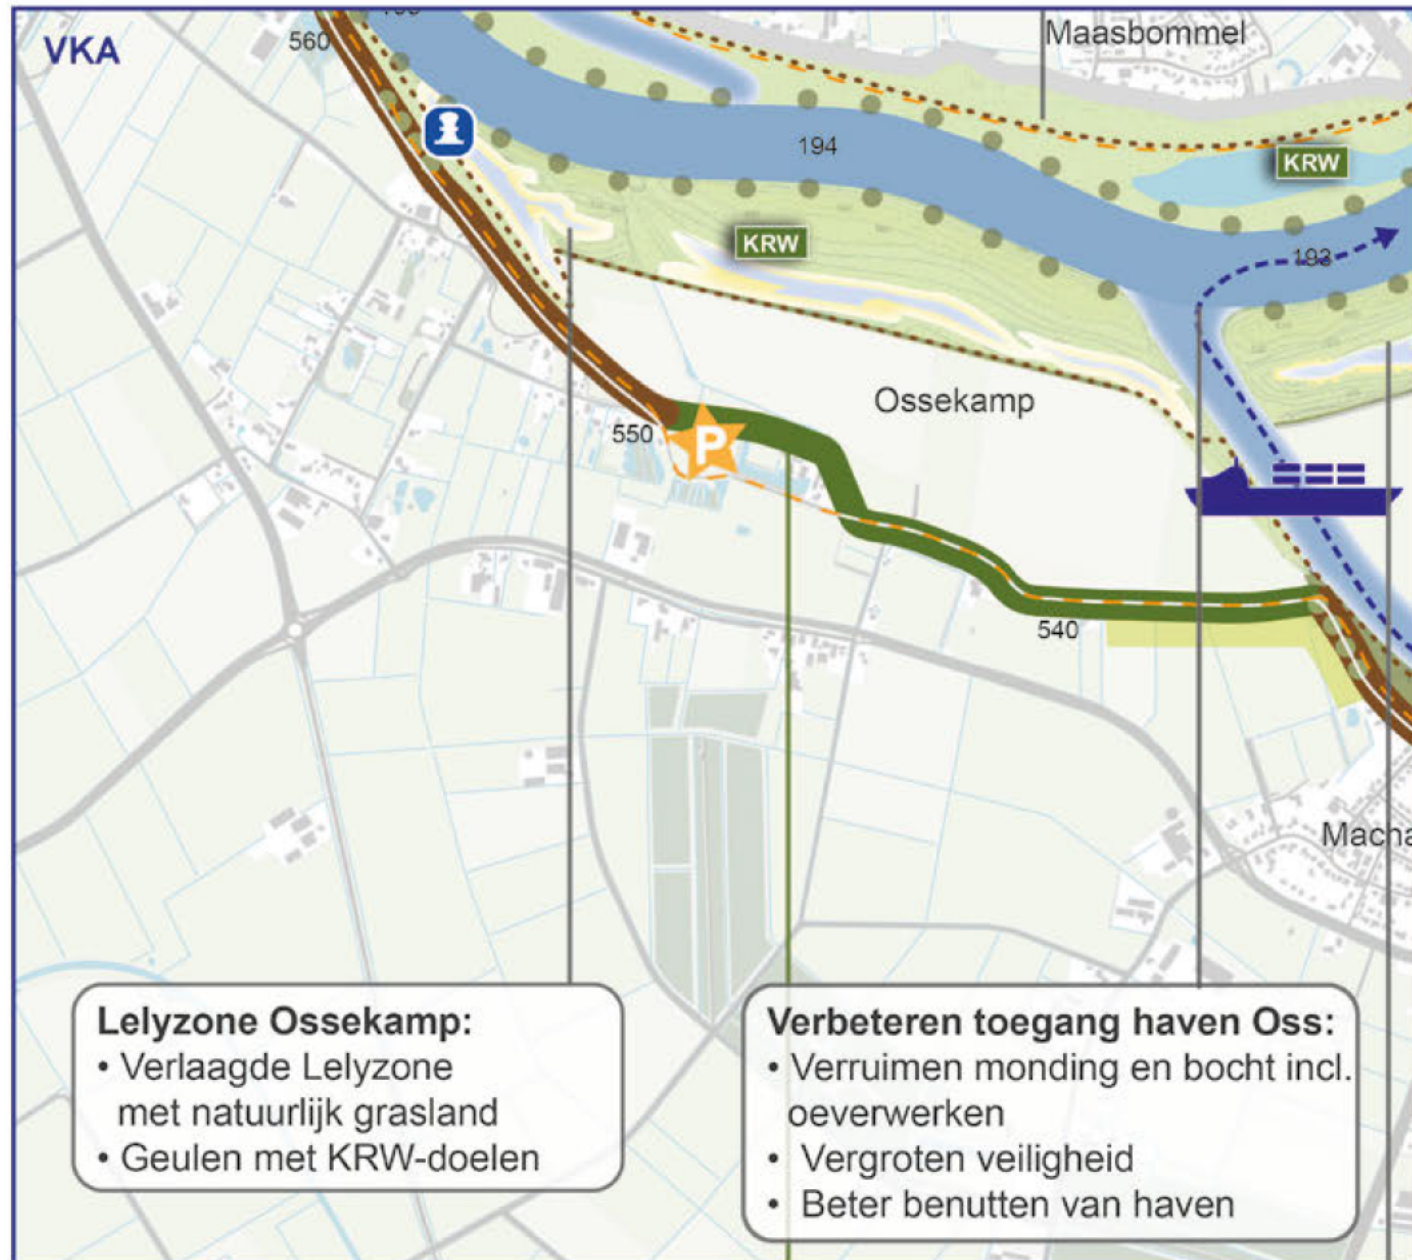 VKA
560
Maasbommel
194
KRW
KRW
193
Ossekamp
550
P
540
Macha
Lelyzone Ossekamp:
• Verlaagde Lelyzone
met natuurlijk grasland
• Geulen met KRW-doelen
Verbeteren toegang haven Oss:
• Verruimen monding en bocht incl.
oeverwerken
• Vergroten veiligheid
• Beter benutten van haven